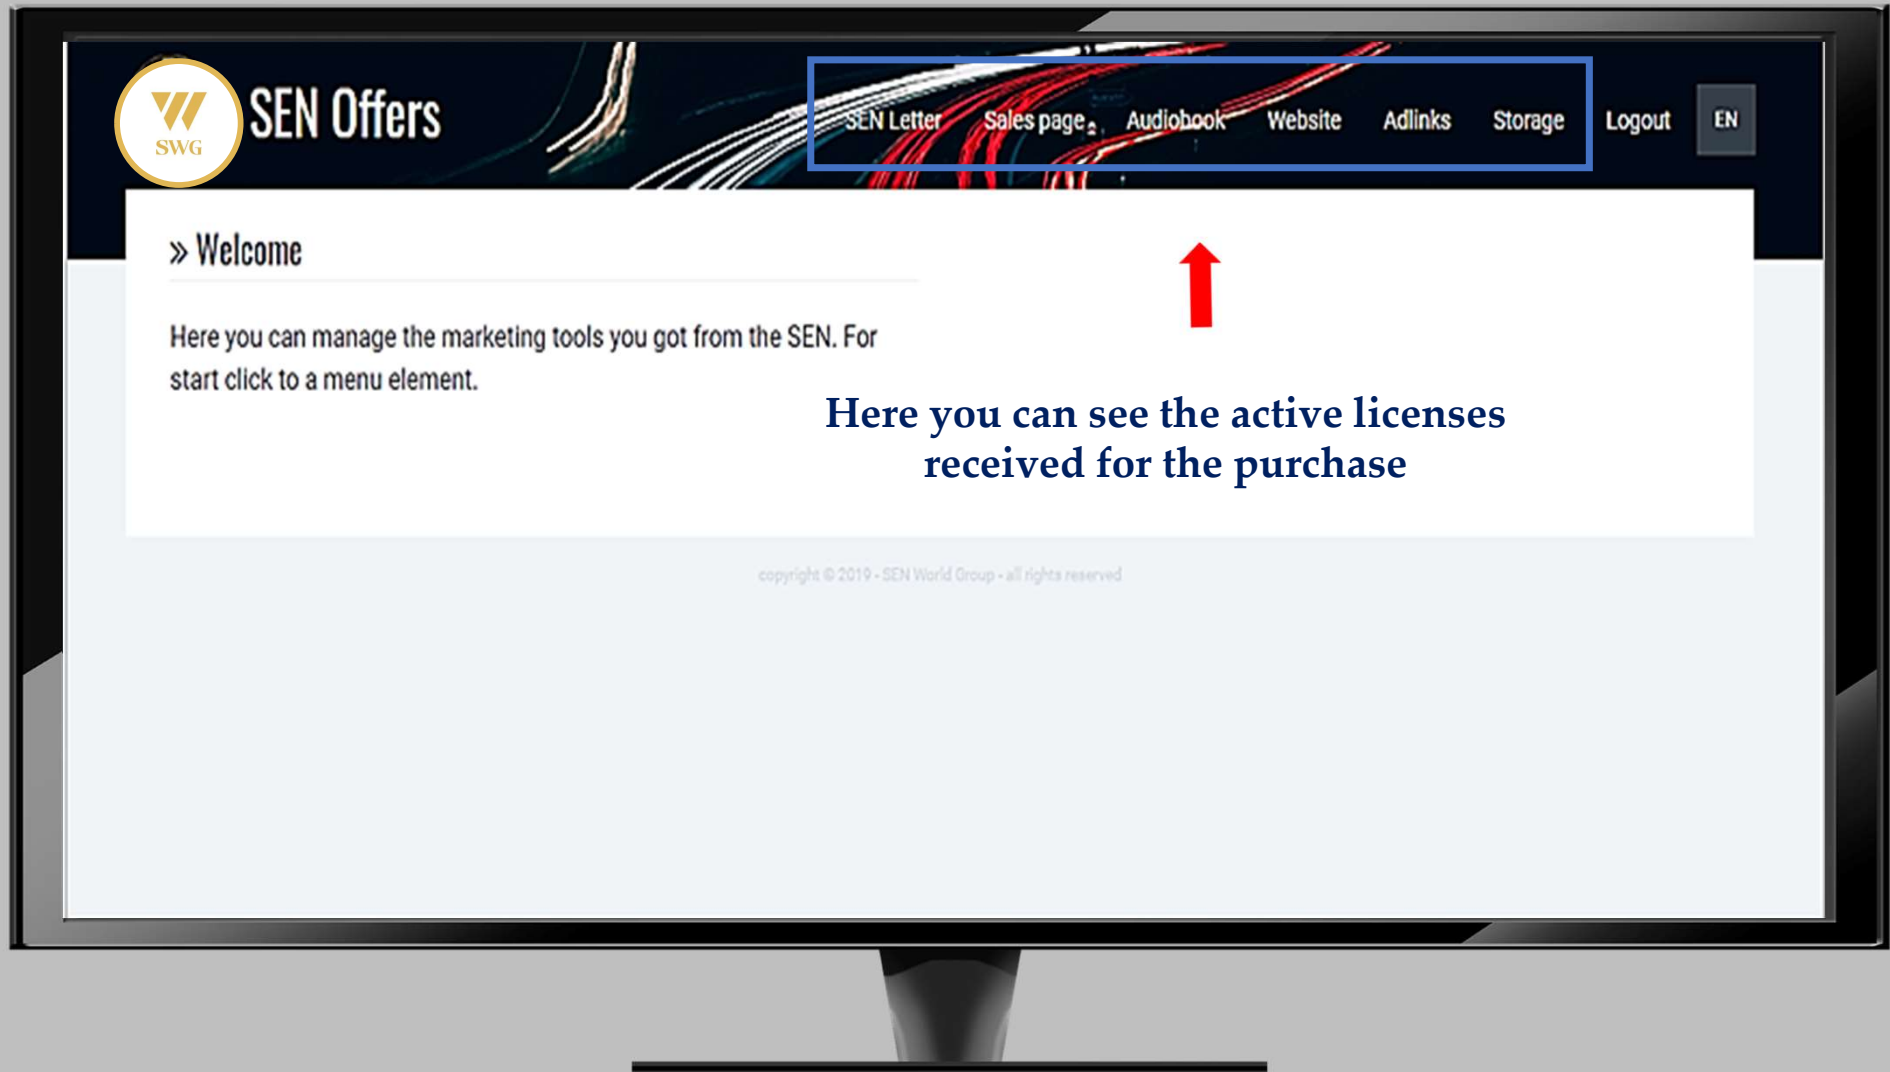 SWG
SEN Offers
SEN Letter Sales page Audiobook Website Adlinks Storage Logout EN
» Welcome
Here you can manage the marketing tools you got from the SEN. For
start click to a menu element.
Here you can see the active licenses
received for the purchase
copyright © 2019 - SEN World Group - all rights reserved